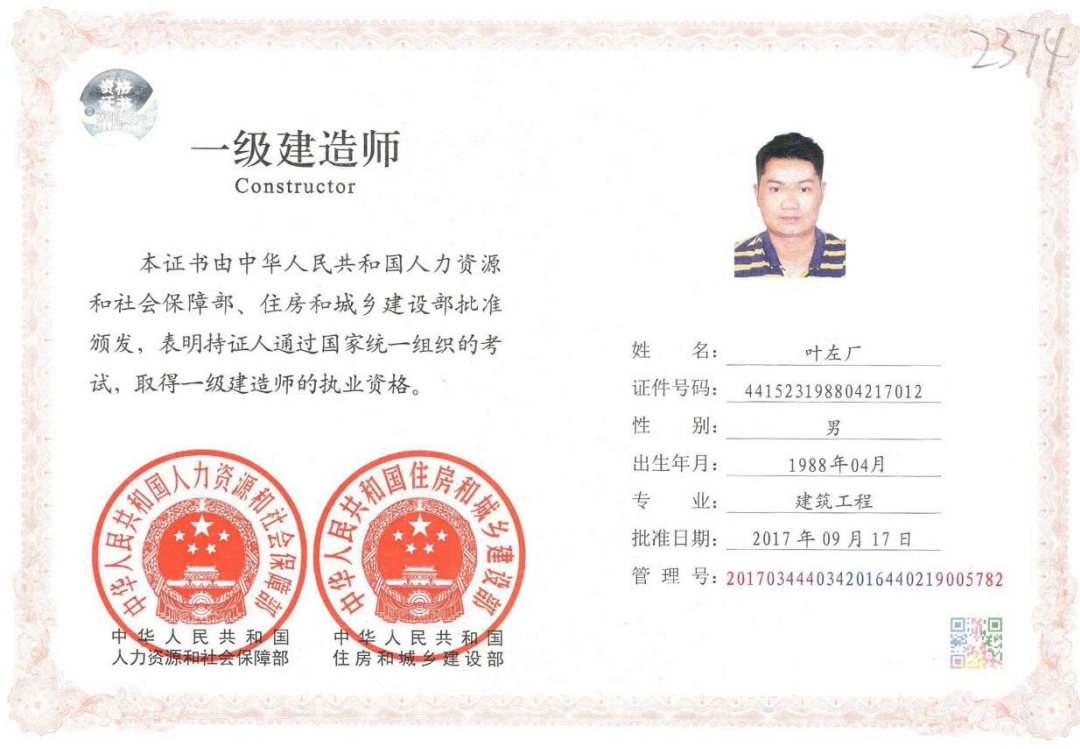 2374
资格
证书
一级建造师
Constructor
本证书由中华人民共和国人力资源
和社会保障部、住房和城乡建设部批准
颁发，表明持证人通过国家统一组织的考
试，取得一级建造师的执业资格。
中华人民共和国人力资源和社会保障部
中华人民共和国住房和城乡建设部
中华人民共和国
人力资源和社会保障部
中华人民共和国
住房和城乡建设部
姓 名：叶左厂
证件号码：441523198804217012
性 别：男
出生年月：1988年04月
专 业：建筑工程
批准日期：2017年09月17日
管 理 号：2017034440342016440219005782